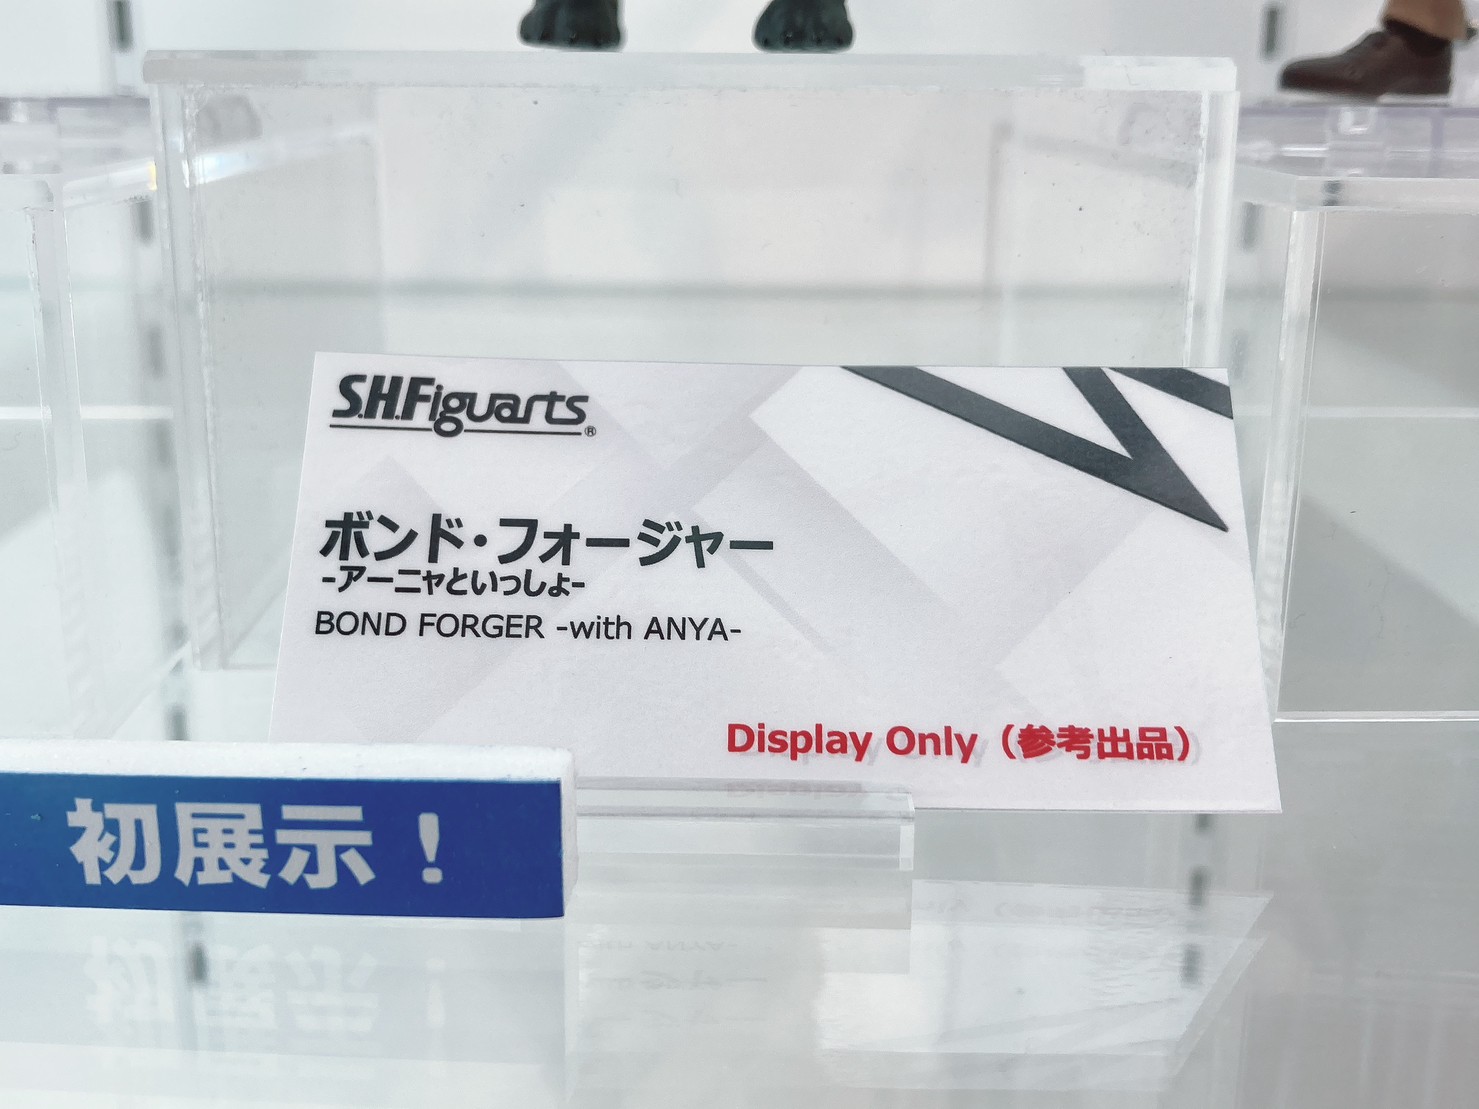 S.H.Figuarts®
ボンド・フォージャー
-アーニャといっしょ-
BOND FORGER -with ANYA-
Display Only（参考出品）
初展示！